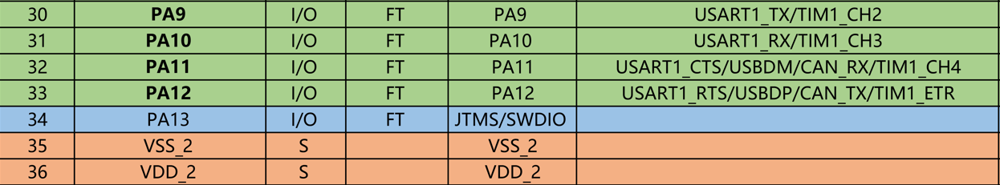 30 PA9 I/O FT PA9 USART1_TX/TIM1_CH2
31 PA10 I/O FT PA10 USART1_RX/TIM1_CH3
32 PA11 I/O FT PA11 USART1_CTS/USBDM/CAN_RX/TIM1_CH4
33 PA12 I/O FT PA12 USART1_RTS/USBDP/CAN_TX/TIM1_ETR
34 PA13 I/O FT JTMS/SWDIO
35 VSS_2 S VSS_2
36 VDD_2 S VDD_2